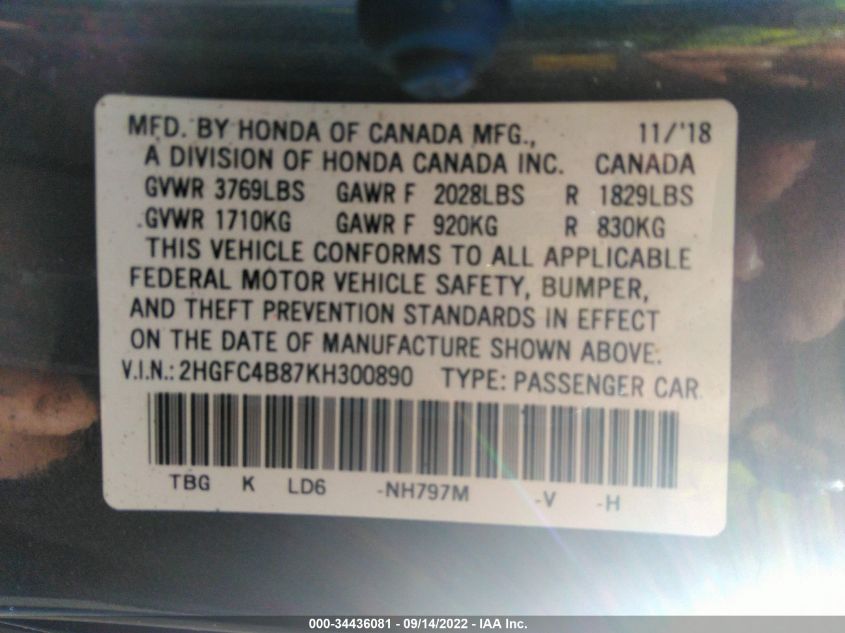 MFD. BY HONDA OF CANADA MFG., 11/'18
A DIVISION OF HONDA CANADA INC. CANADA
GVWR 3769LBS GAWR F 2028LBS R 1829LBS
GVWR 1710KG GAWR F 920KG R 830KG
THIS VEHICLE CONFORMS TO ALL APPLICABLE
FEDERAL MOTOR VEHICLE SAFETY, BUMPER,
AND THEFT PREVENTION STANDARDS IN EFFECT
ON THE DATE OF MANUFACTURE SHOWN ABOVE.
V.I.N.: 2HGFC4B87KH300890 TYPE: PASSENGER CAR
TBG K LD6 -NH797M -V -H
000-34436081 - 09/14/2022 - IAA Inc.